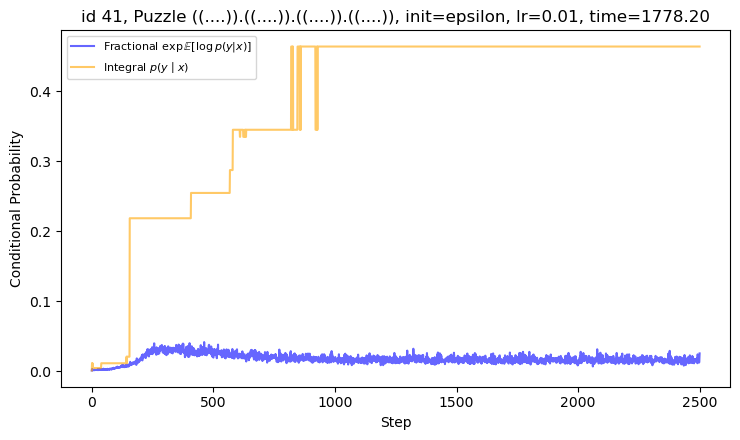 id 41, Puzzle ((....)).((....)).((....)).((....)), init=epsilon, lr=0.01, time=1778.20
Fractional exp𝔼[log p(y|x)]
Integral p(y | x)
Conditional Probability
0.4
0.3
0.2
0.1
0.0
0 500 1000 1500 2000 2500
Step